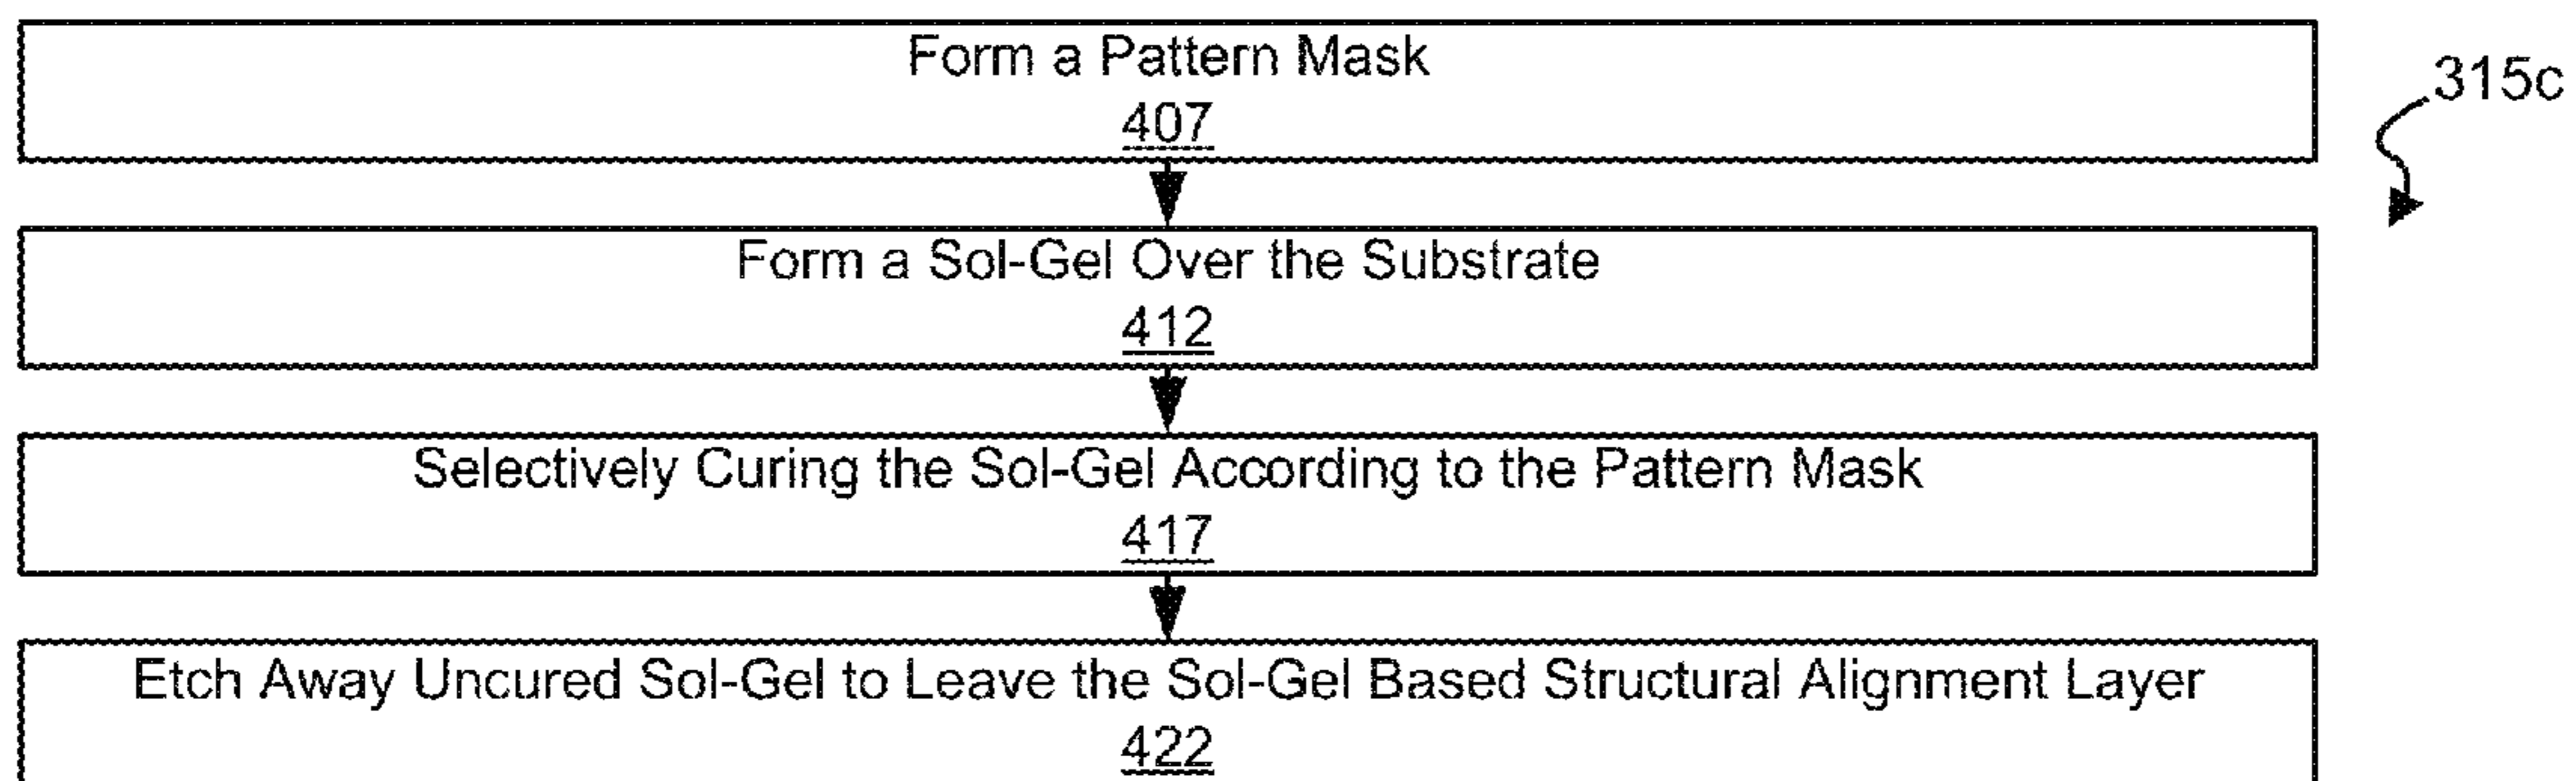 Form a Pattern Mask
407
315c
Form a Sol-Gel Over the Substrate
412
Selectively Curing the Sol-Gel According to the Pattern Mask
417
Etch Away Uncured Sol-Gel to Leave the Sol-Gel Based Structural Alignment Layer
422